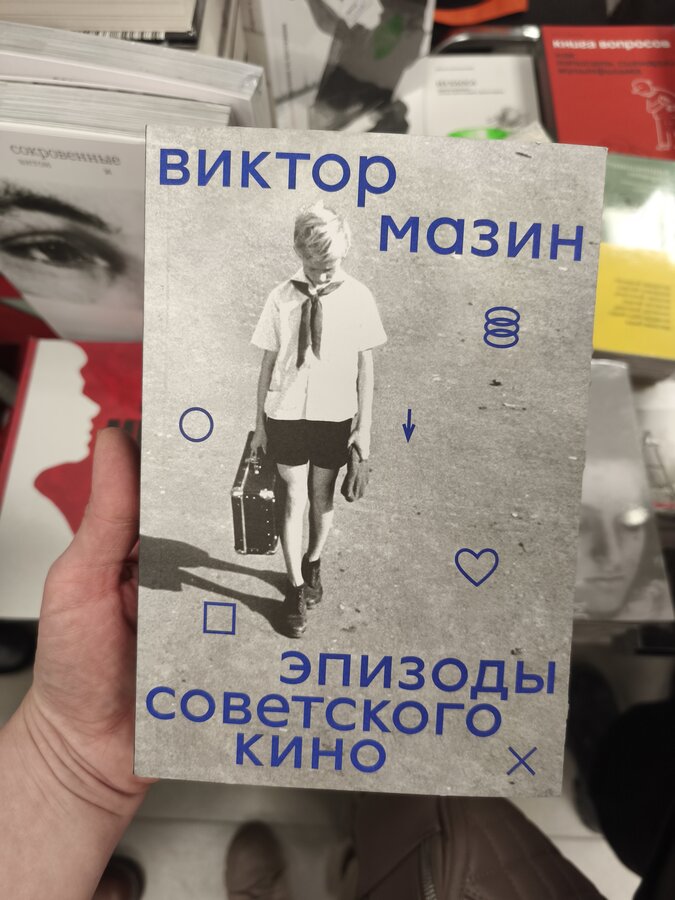 виктор
мазин
эпизоды
советского
кино
сокровенные
книга вопросов